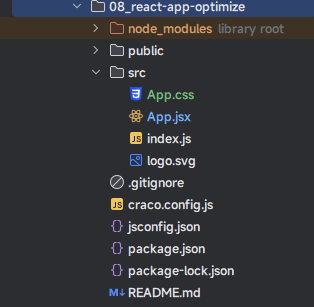 08_react-app-optimize
node_modules library root
public
src
App.css
App.jsx
JS index.js
logo.svg
.gitignore
JS craco.config.js
jsconfig.json
package.json
package-lock.json
M↓ README.md